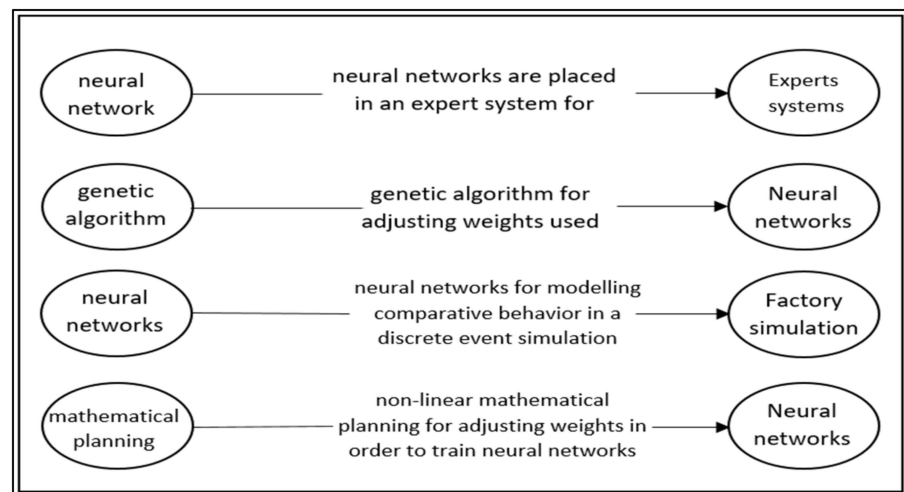 neural
network
neural networks are placed
in an expert system for
Experts
systems
genetic
algorithm
genetic algorithm for
adjusting weights used
Neural
networks
neural
networks
neural networks for modelling
comparative behavior in a
discrete event simulation
Factory
simulation
mathematical
planning
non-linear mathematical
planning for adjusting weights in
order to train neural networks
Neural
networks